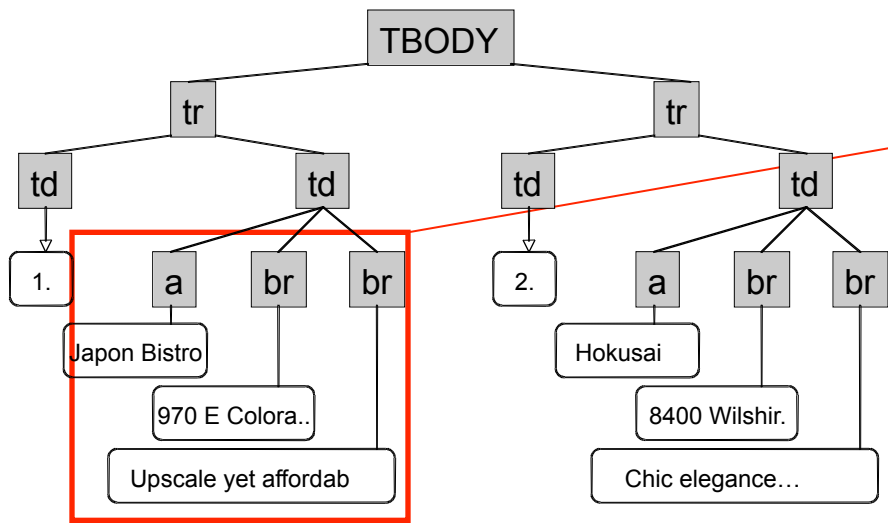 TBODY
tr
tr
td
td
td
td
1.
a
br
br
2.
a
br
br
Japon Bistro
Hokusai
970 E Colora..
8400 Wilshir.
Upscale yet affordab
Chic elegance…